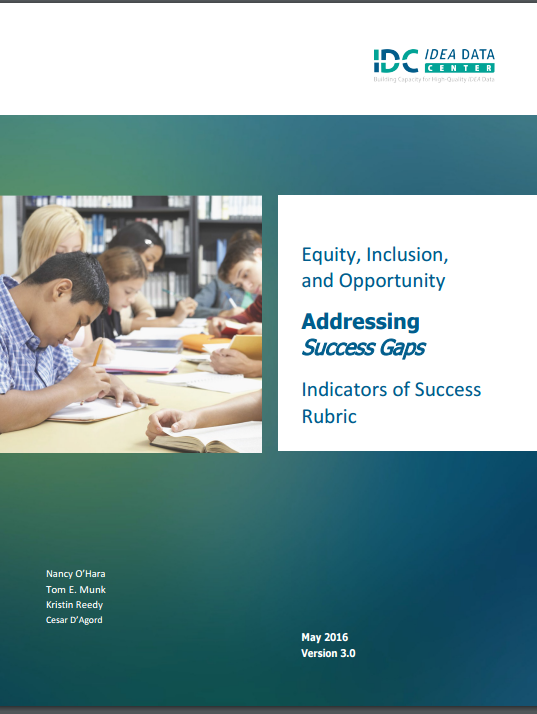 IDC IDEA DATA
CENTER
Building Capacity for High-Quality IDEA Data
Equity, Inclusion,
and Opportunity
Addressing
Success Gaps
Indicators of Success
Rubric
Nancy O'Hara
Tom E. Munk
Kristin Reedy
Cesar D'Agord
May 2016
Version 3.0